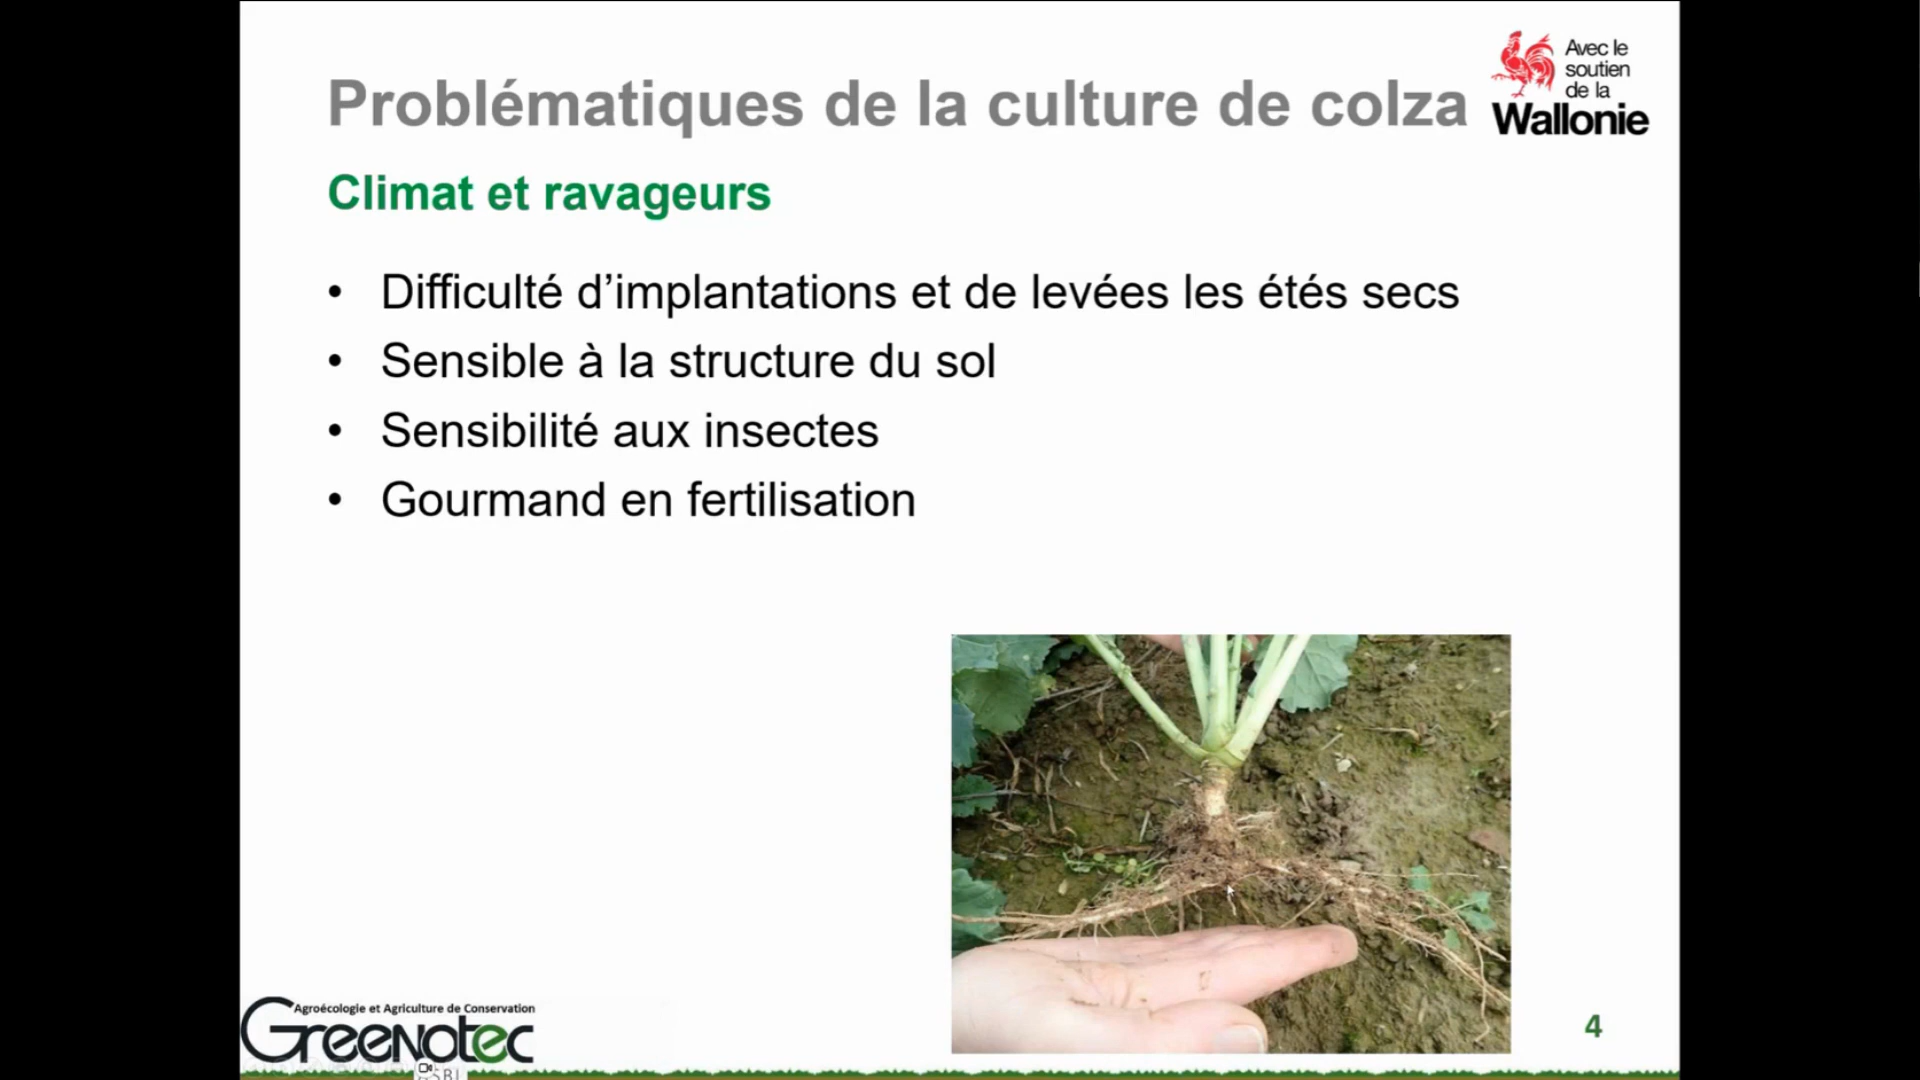 Problématiques de la culture de colza
Avec le
soutien
de la
Wallonie
Climat et ravageurs
• Difficulté d’implantations et de levées les étés secs
• Sensible à la structure du sol
• Sensibilité aux insectes
• Gourmand en fertilisation
Agroécologie et Agriculture de Conservation
Greenotec
4